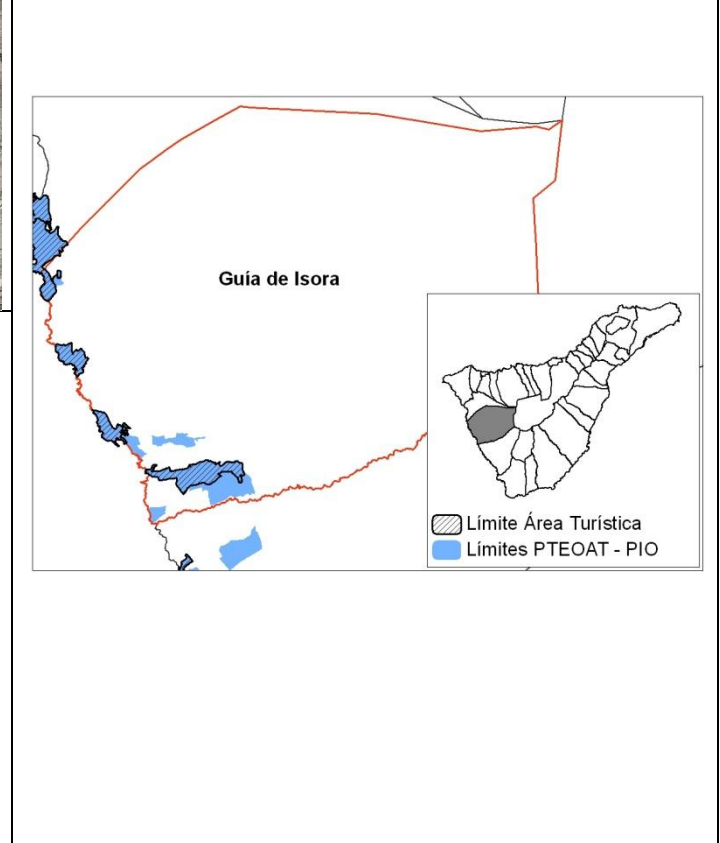 Guía de Isora
Límite Área Turística
Límites PTEOAT - PIO